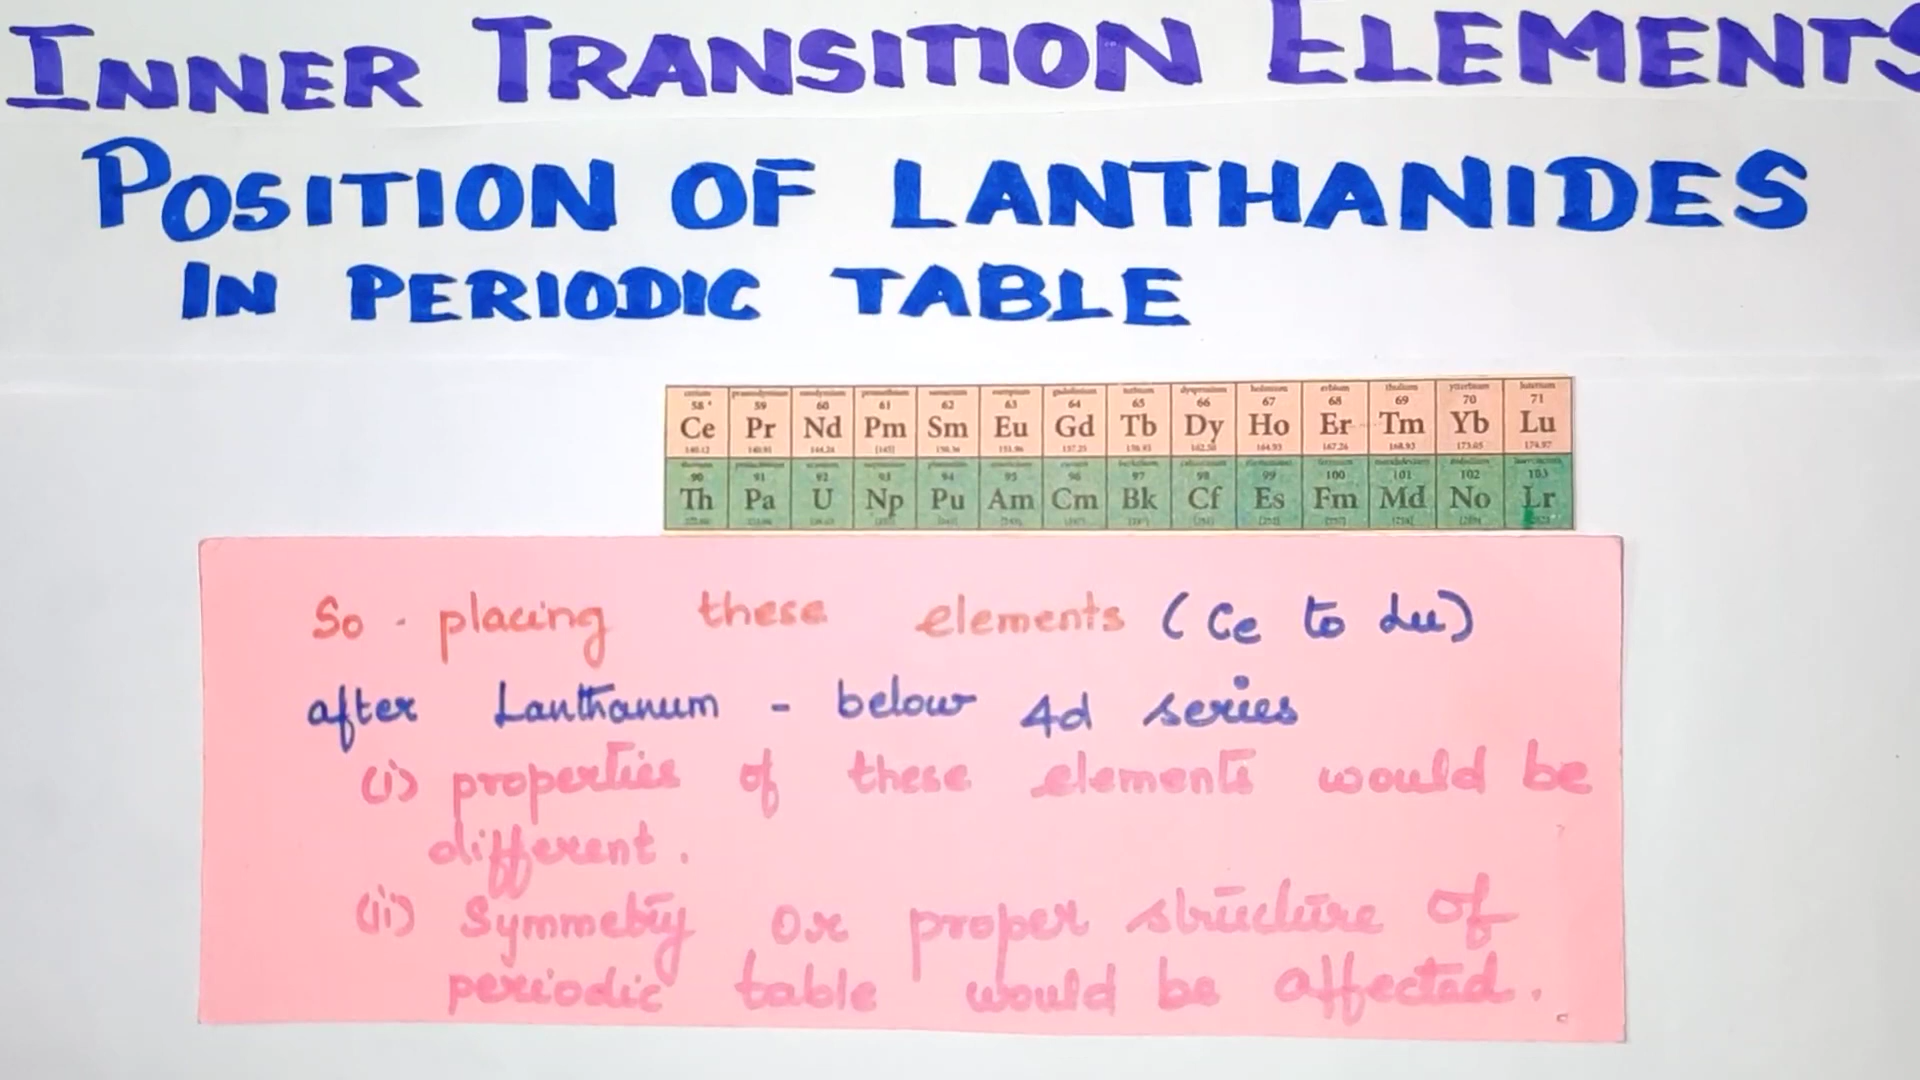 INNER TRANSITION ELEMENTS
POSITION OF LANTHANIDES
IN PERIODIC TABLE
58 59 60 61 62 63 64 65 66 67 68 69 70 71
Ce Pr Nd Pm Sm Eu Gd Tb Dy Ho Er Tm Yb Lu
90 91 92 93 94 95 96 97 98 99 100 101 102 103
Th Pa U Np Pu Am Cm Bk Cf Es Fm Md No Lr
So - placing these elements (Ce to Lu)
after Lanthanum - below 4d series
(i) properties of these elements would be
different.
(ii) Symmetry or proper structure of
periodic table would be affected.